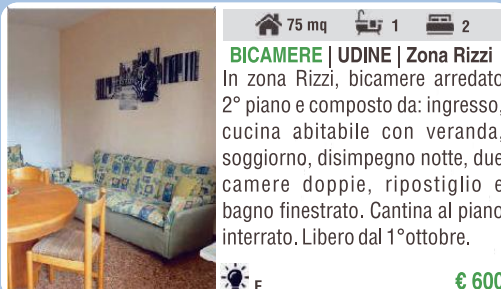 75 mq 1 2
BICAMERE | UDINE | Zona Rizzi
In zona Rizzi, bicamere arredato
2° piano e composto da: ingresso,
cucina abitabile con veranda,
soggiorno, disimpegno notte, due
camere doppie, ripostiglio e
bagno finestrato. Cantina al piano
interrato. Libero dal 1°ottobre.
F € 600